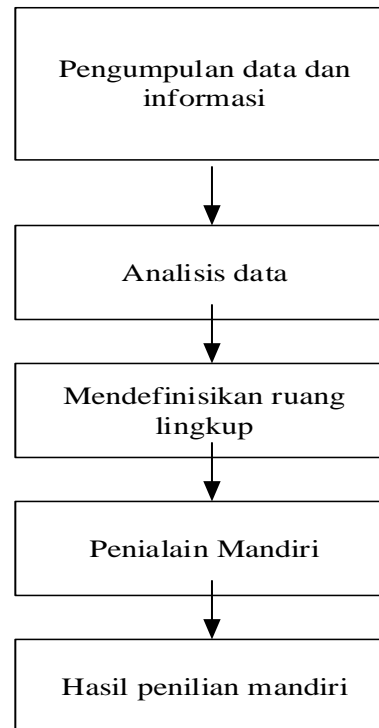 Pengumpulan data dan
informasi
Analisis data
Mendefinisikan ruang
lingkup
Penialain Mandiri
Hasil penilian mandiri